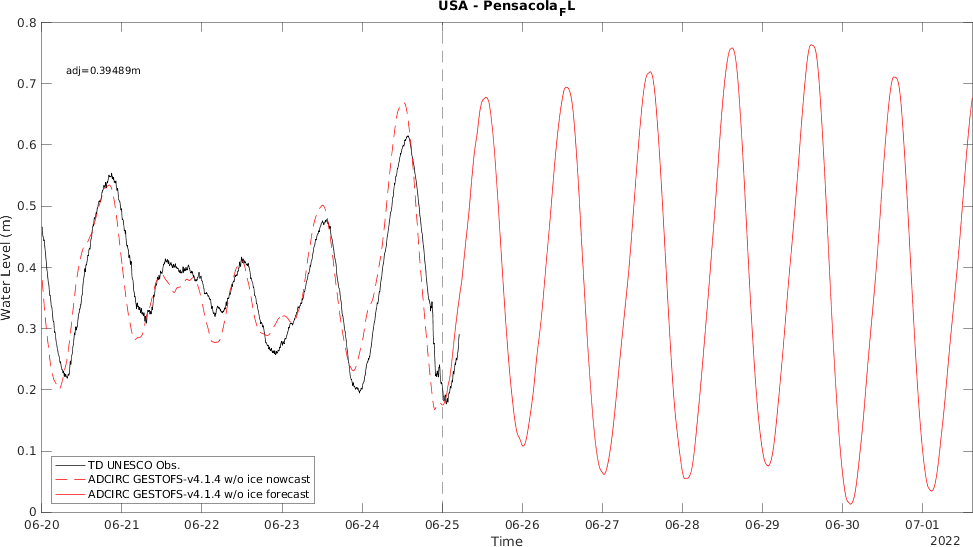 USA - Pensacola_FL
0.8
0.7
0.6
0.5
0.4
0.3
0.2
0.1
0
Water Level (m)
adj=0.39489m
TD UNESCO Obs.
ADCIRC GESTOFS-v4.1.4 w/o ice nowcast
ADCIRC GESTOFS-v4.1.4 w/o ice forecast
06-20 06-21 06-22 06-23 06-24 06-25 06-26 06-27 06-28 06-29 06-30 07-01
Time
2022